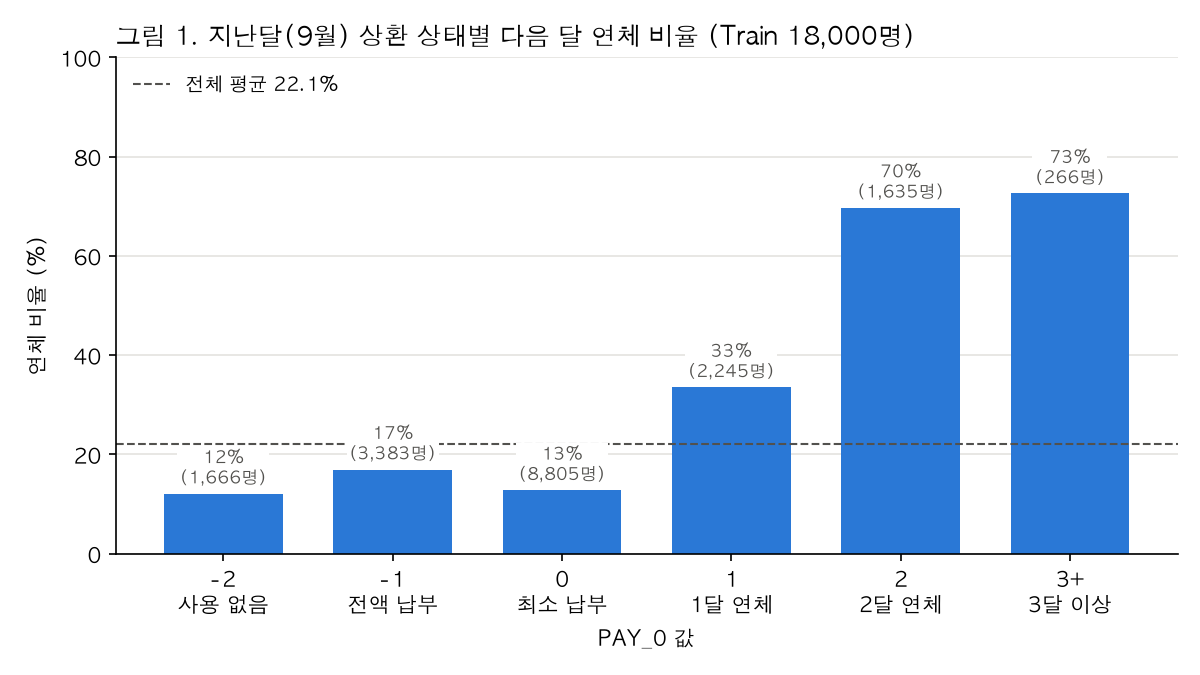 그림 1. 지난달(9월) 상환 상태별 다음 달 연체 비율 (Train 18,000명)
전체 평균 22.1%
연체 비율 (%)
100
80
60
40
20
0
12%
(1,666명)
17%
(3,383명)
13%
(8,805명)
33%
(2,245명)
70%
(1,635명)
73%
(266명)
-2
사용 없음
-1
전액 납부
0
최소 납부
1
1달 연체
2
2달 연체
3+
3달 이상
PAY_0 값